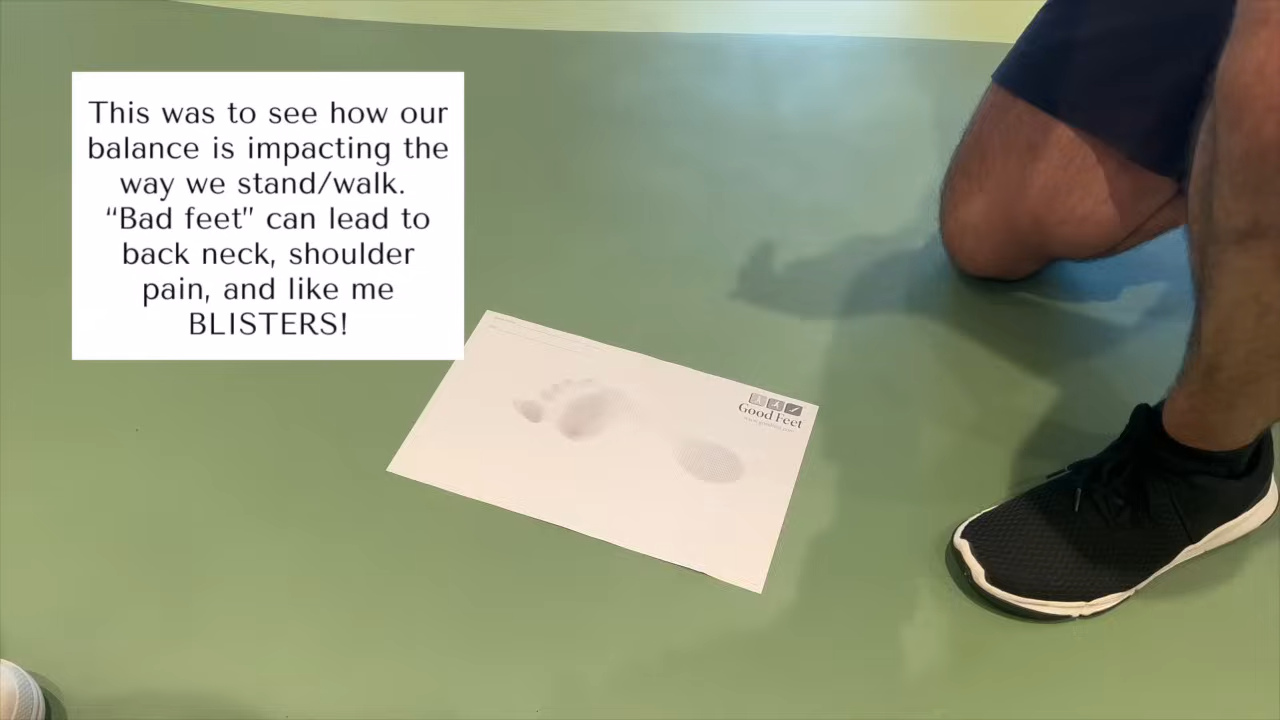 This was to see how our
balance is impacting the
way we stand/walk.
“Bad feet” can lead to
back neck, shoulder
pain, and like me
BLISTERS!
Good Feet